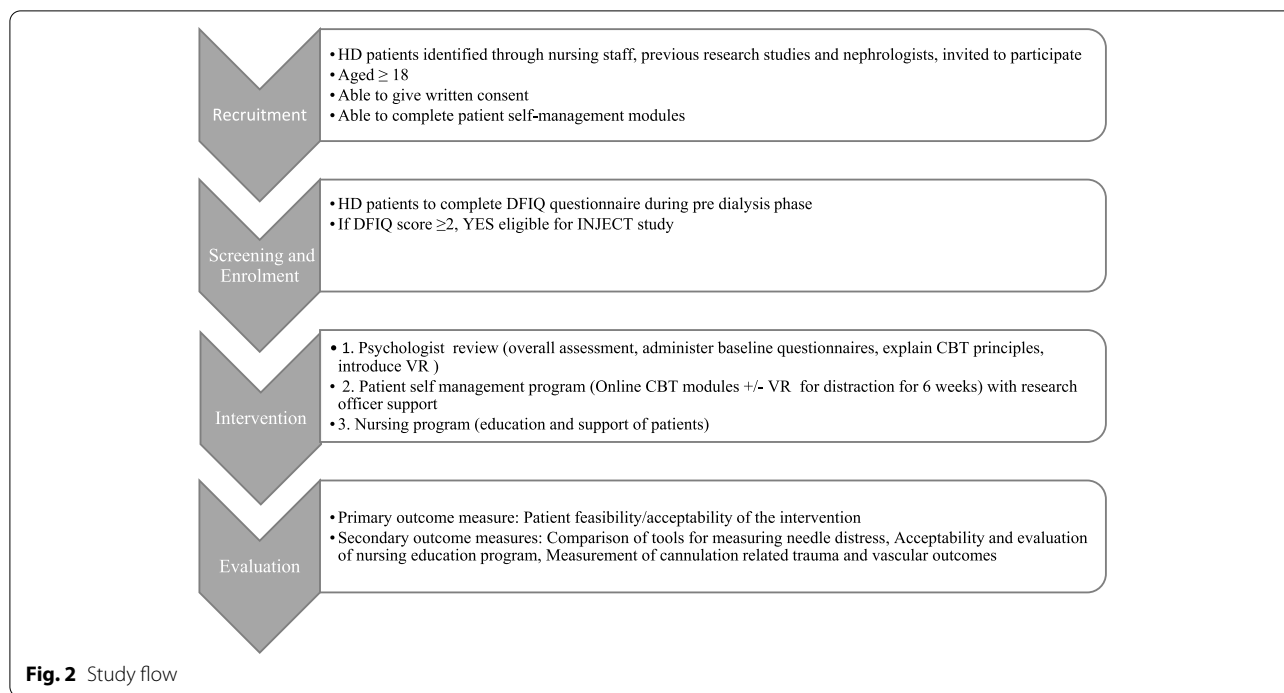 Recruitment
• HD patients identified through nursing staff, previous research studies and nephrologists, invited to participate
• Aged ≥ 18
• Able to give written consent
• Able to complete patient self-management modules
Screening and
Enrolment
• HD patients to complete DFIQ questionnaire during pre dialysis phase
• If DFIQ score ≥2, YES eligible for INJECT study
Intervention
• 1. Psychologist review (overall assessment, administer baseline questionnaires, explain CBT principles,
introduce VR )
• 2. Patient self management program (Online CBT modules +/- VR for distraction for 6 weeks) with research
officer support
• 3. Nursing program (education and support of patients)
Evaluation
• Primary outcome measure: Patient feasibility/acceptability of the intervention
• Secondary outcome measures: Comparison of tools for measuring needle distress, Acceptability and evaluation
of nursing education program, Measurement of cannulation related trauma and vascular outcomes
Fig. 2 Study flow